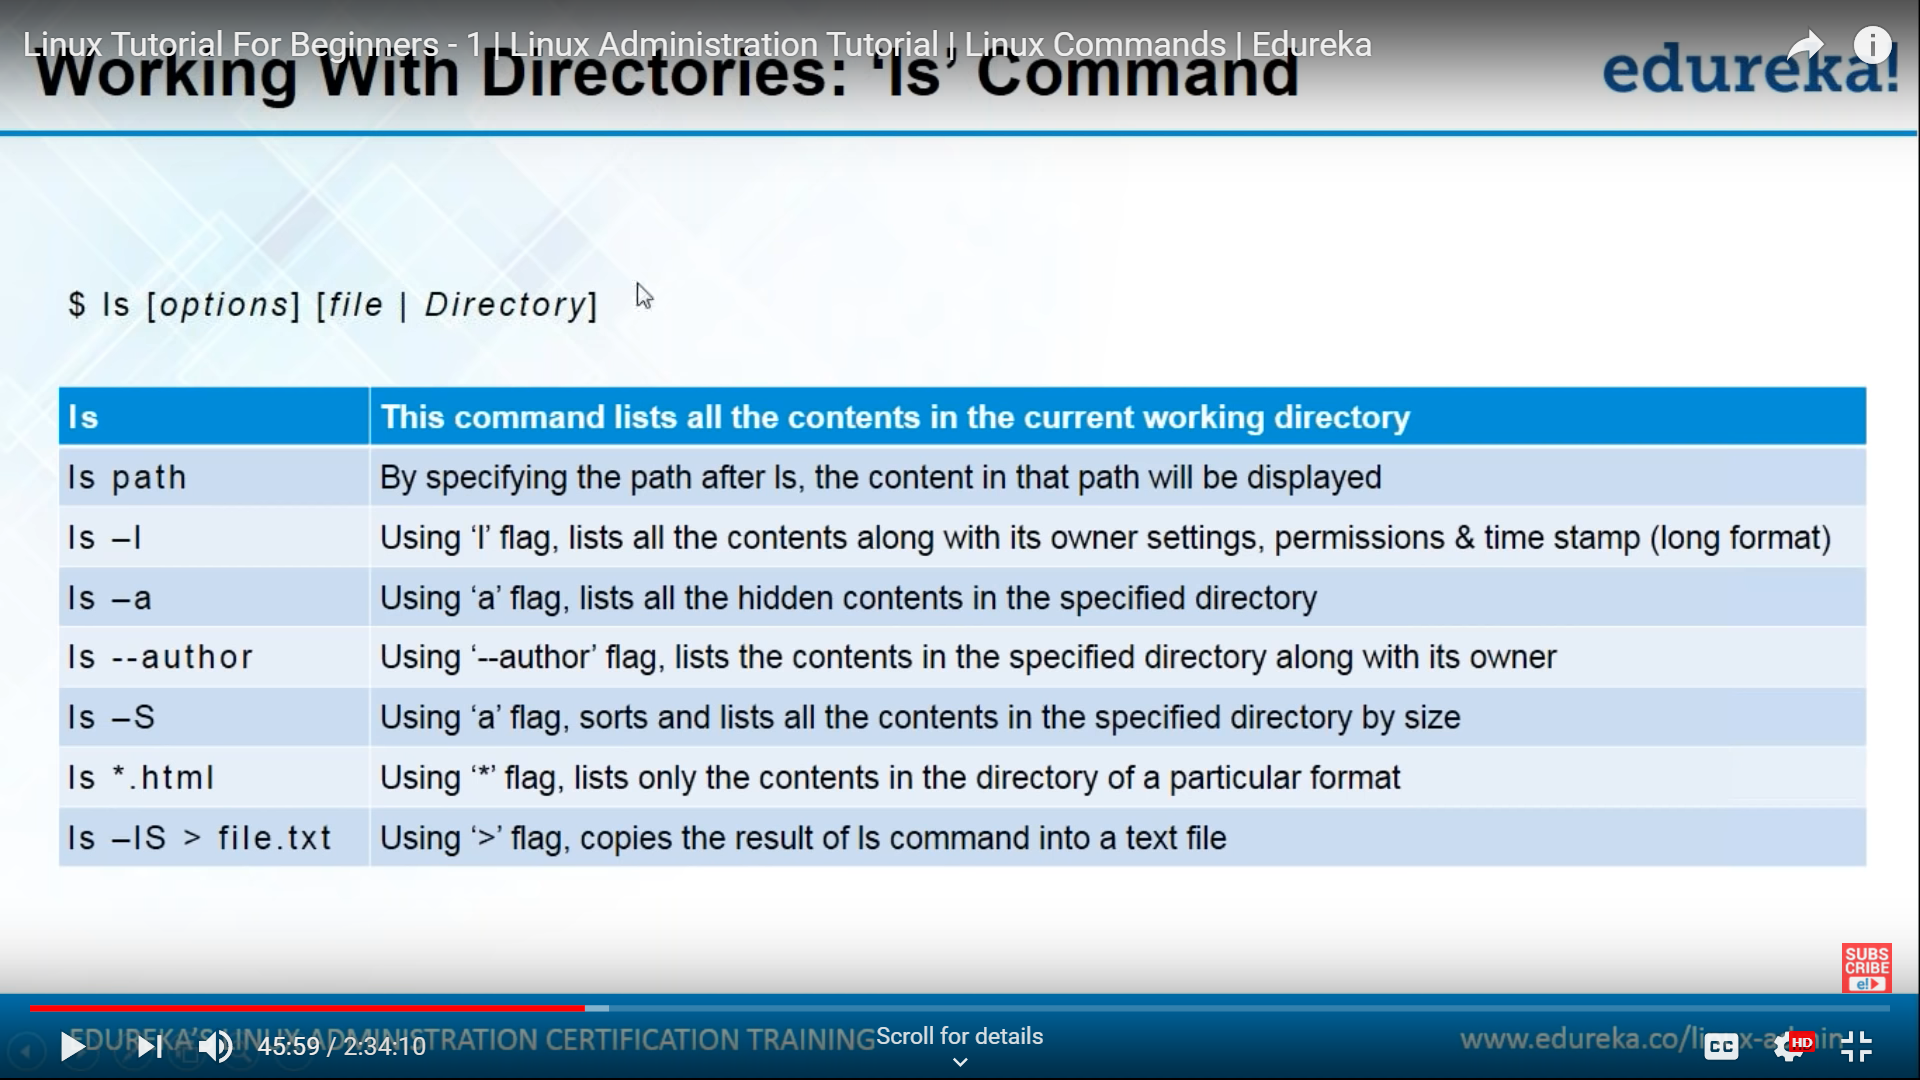 Linux Tutorial For Beginners - 1 | Linux Administration Tutorial | Linux Commands | Edureka
Working With Directories: ‘ls’ Command
edureka!
$ ls [options] [file | Directory]
ls This command lists all the contents in the current working directory
ls path By specifying the path after ls, the content in that path will be displayed
ls –l Using ‘l’ flag, lists all the contents along with its owner settings, permissions & time stamp (long format)
ls –a Using ‘a’ flag, lists all the hidden contents in the specified directory
ls --author Using ‘--author’ flag, lists the contents in the specified directory along with its owner
ls –S Using ‘a’ flag, sorts and lists all the contents in the specified directory by size
ls *.html Using ‘*’ flag, lists only the contents in the directory of a particular format
ls –lS > file.txt Using ‘>’ flag, copies the result of ls command into a text file
SUBS
CRIBE
e!
EDUREKA'S LINUX ADMINISTRATION CERTIFICATION TRAINING
www.edureka.co/linux-admin
45:59 / 2:34:10
Scroll for details
CC
HD